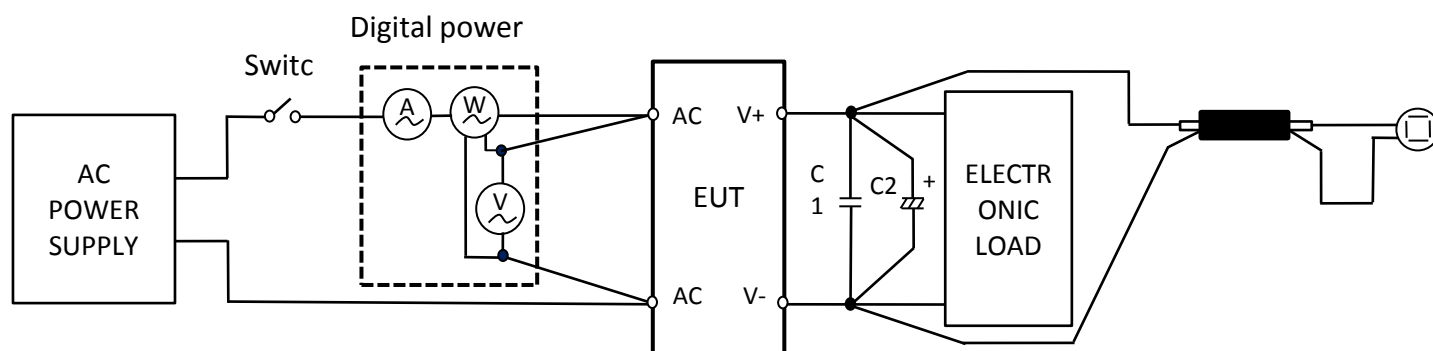 Digital power
Switc
A
W
V
AC
POWER
SUPPLY
AC
V+
EUT
AC
V-
C
1
C2
+
ELECTR
ONIC
LOAD